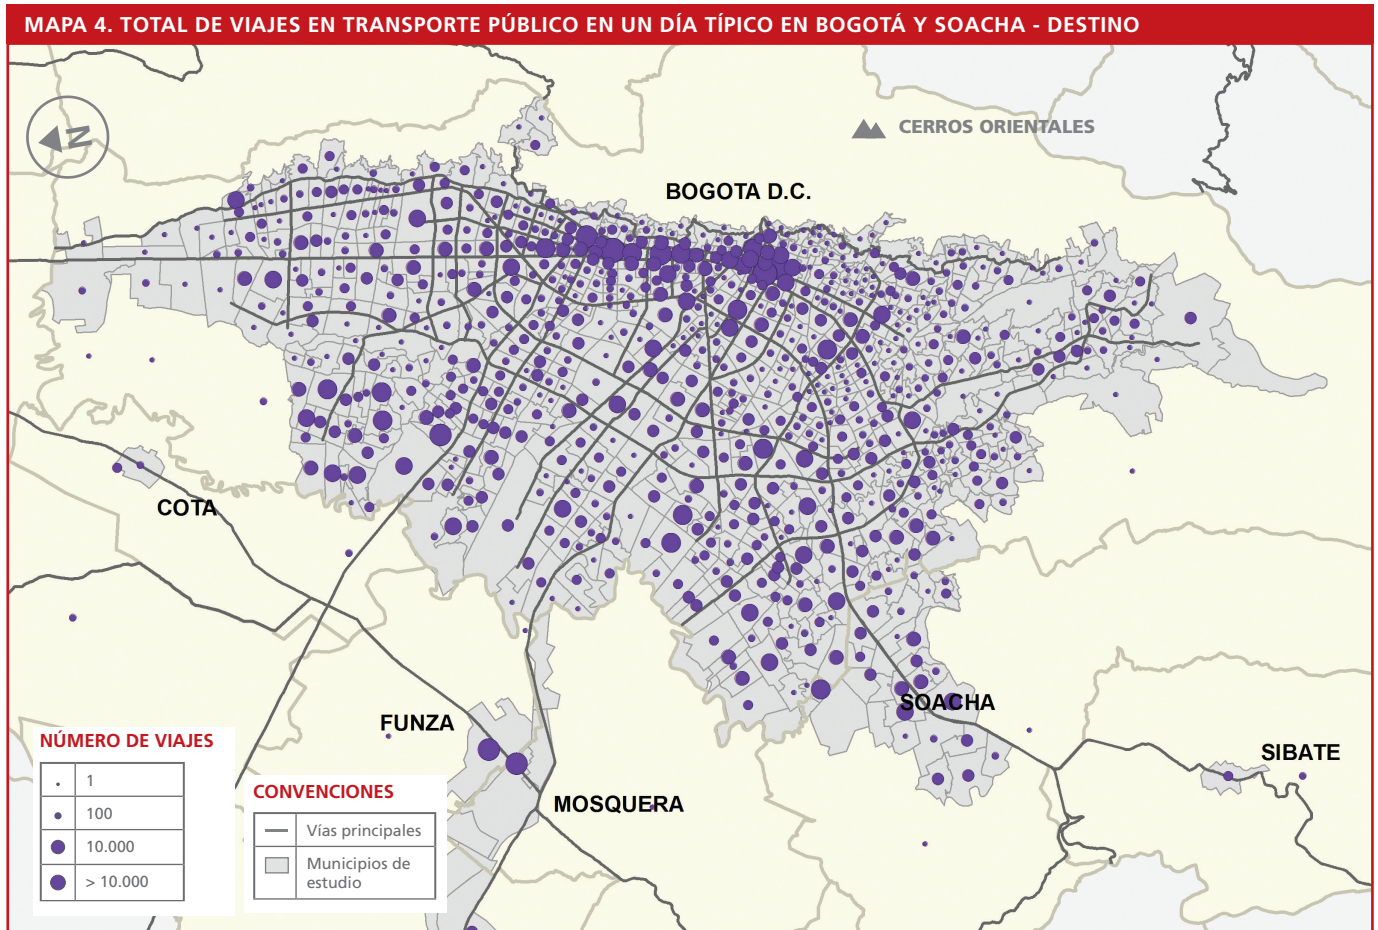 MAPA 4. TOTAL DE VIAJES EN TRANSPORTE PÚBLICO EN UN DÍA TÍPICO EN BOGOTÁ Y SOACHA - DESTINO
N
CERROS ORIENTALES
BOGOTA D.C.
COTA
FUNZA
SOACHA
SIBATE
MOSQUERA
NÚMERO DE VIAJES
1
100
10.000
> 10.000
CONVENCIONES
Vías principales
Municipios de
estudio